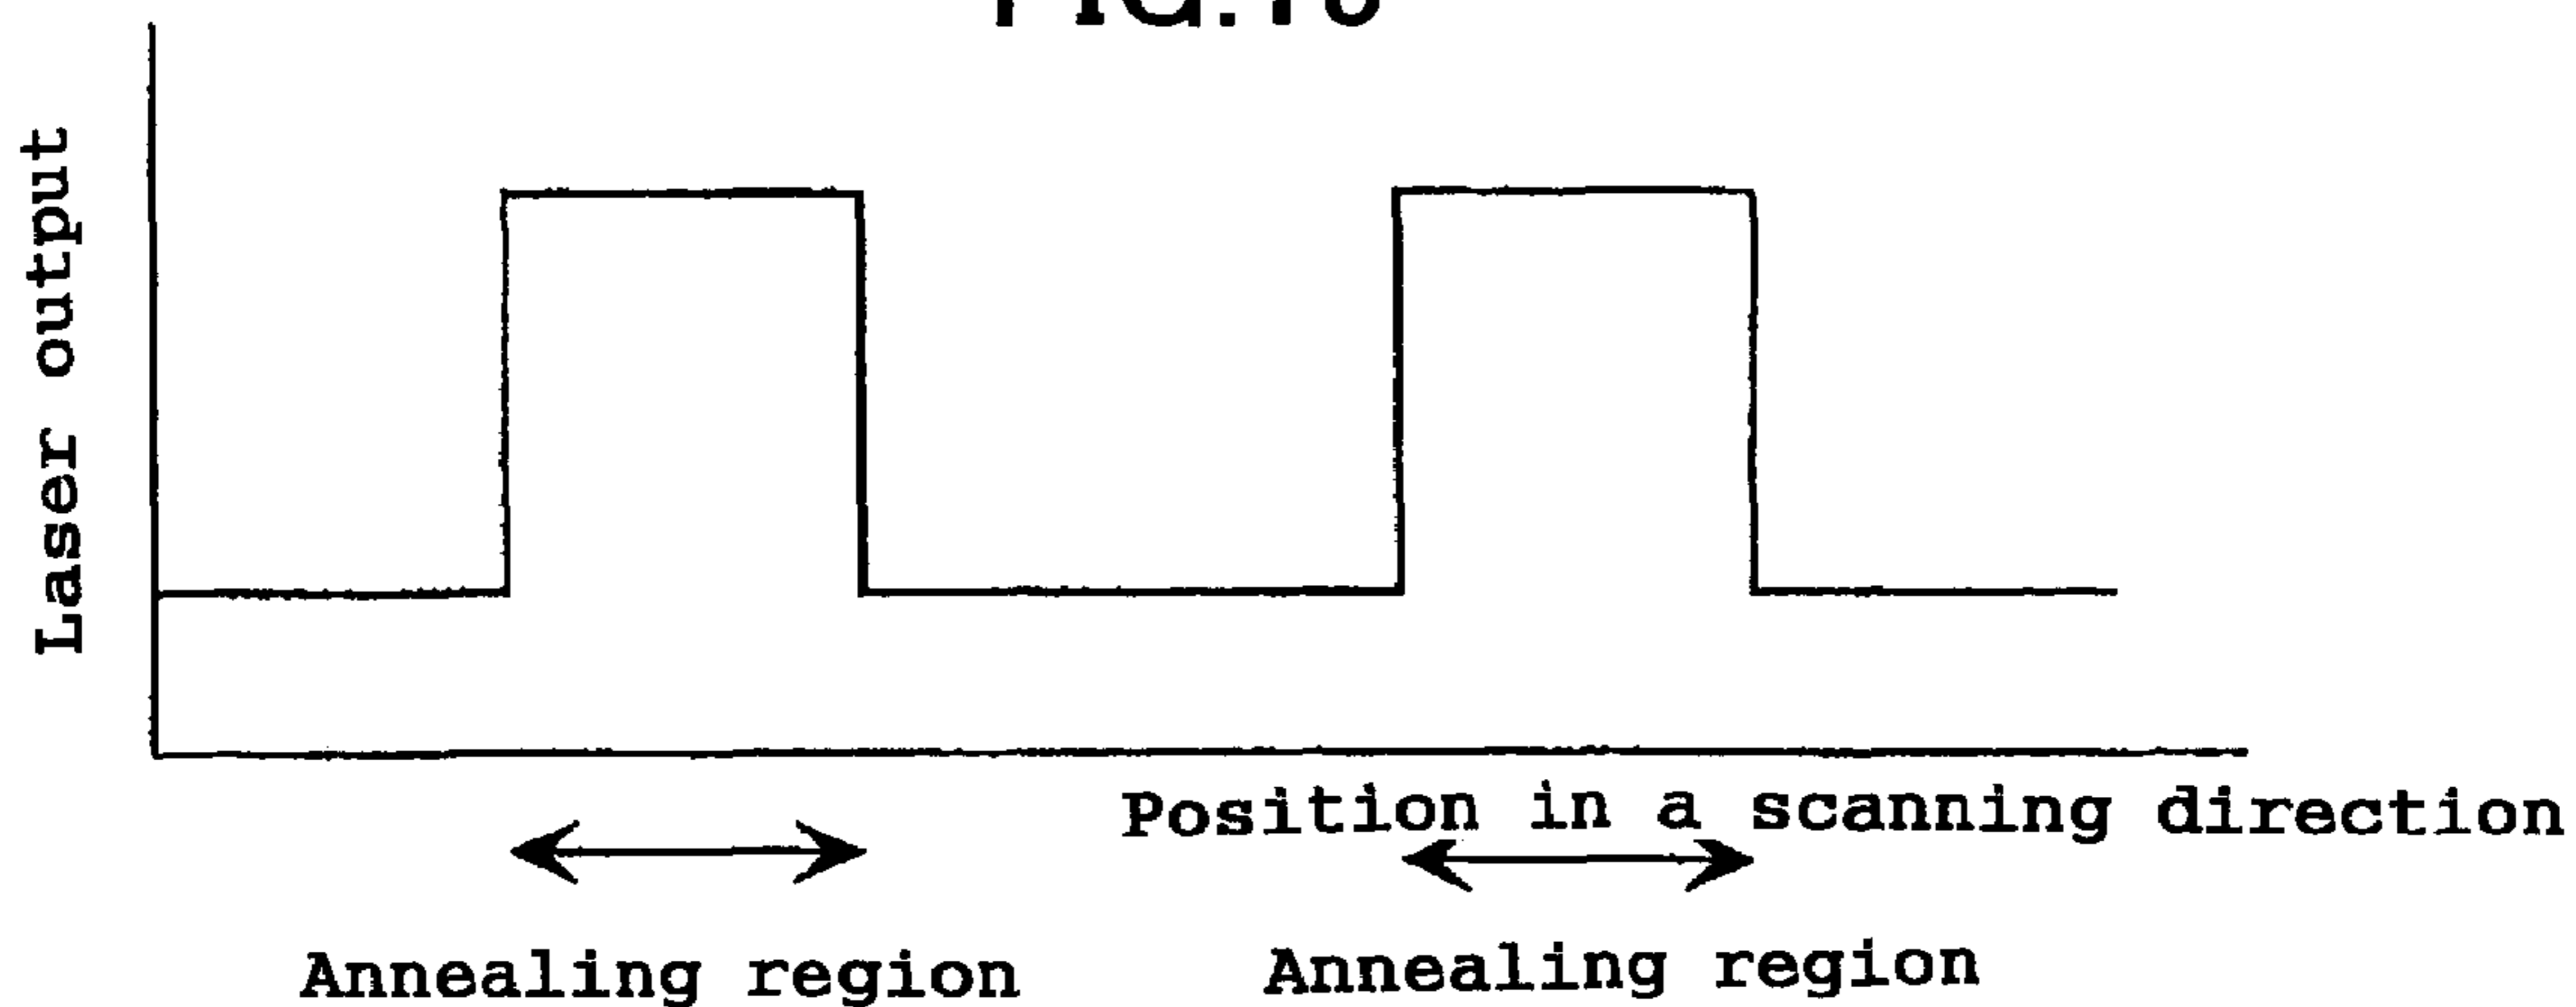 Laser output
Position in a scanning direction
Annealing region
Annealing region